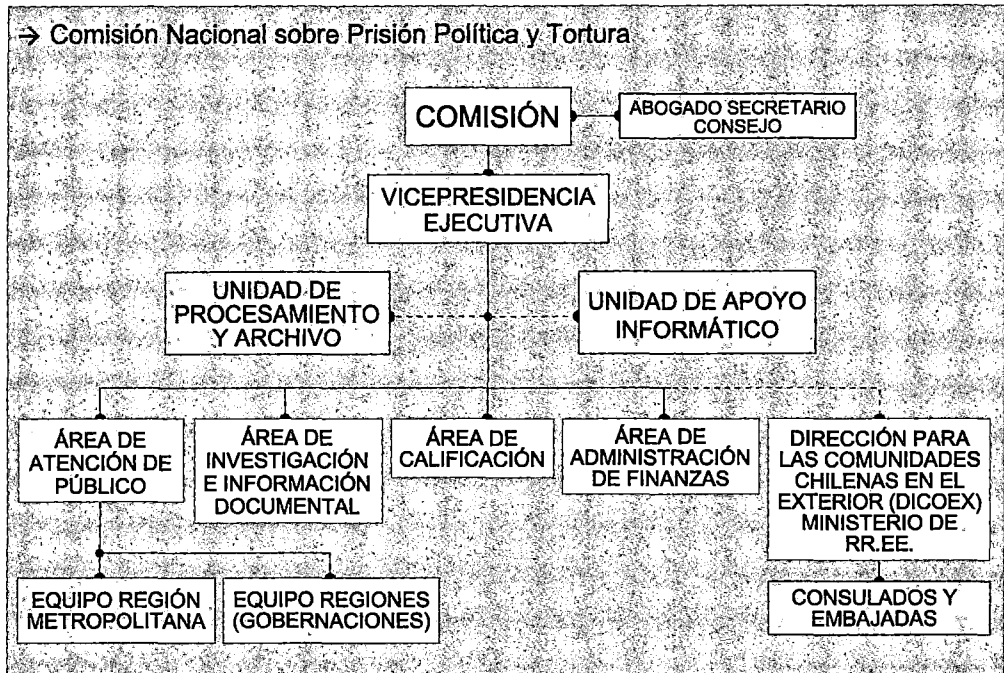 → Comisión Nacional sobre Prisión Política y Tortura
COMISIÓN
ABOGADO SECRETARIO
CONSEJO
VICEPRESIDENCIA
EJECUTIVA
UNIDAD DE
PROCESAMIENTO
Y ARCHIVO
UNIDAD DE APOYO
INFORMÁTICO
ÁREA DE
ATENCIÓN DE
PÚBLICO
ÁREA DE
INVESTIGACIÓN
E INFORMACIÓN
DOCUMENTAL
ÁREA DE
CALIFICACIÓN
ÁREA DE
ADMINISTRACIÓN
DE FINANZAS
DIRECCIÓN PARA
LAS COMUNIDADES
CHILENAS EN EL
EXTERIOR (DICOEX)
MINISTERIO DE
RR.EE.
EQUIPO REGIÓN
METROPOLITANA
EQUIPO REGIONES
(GOBERNACIONES)
CONSULADOS Y
EMBAJADAS